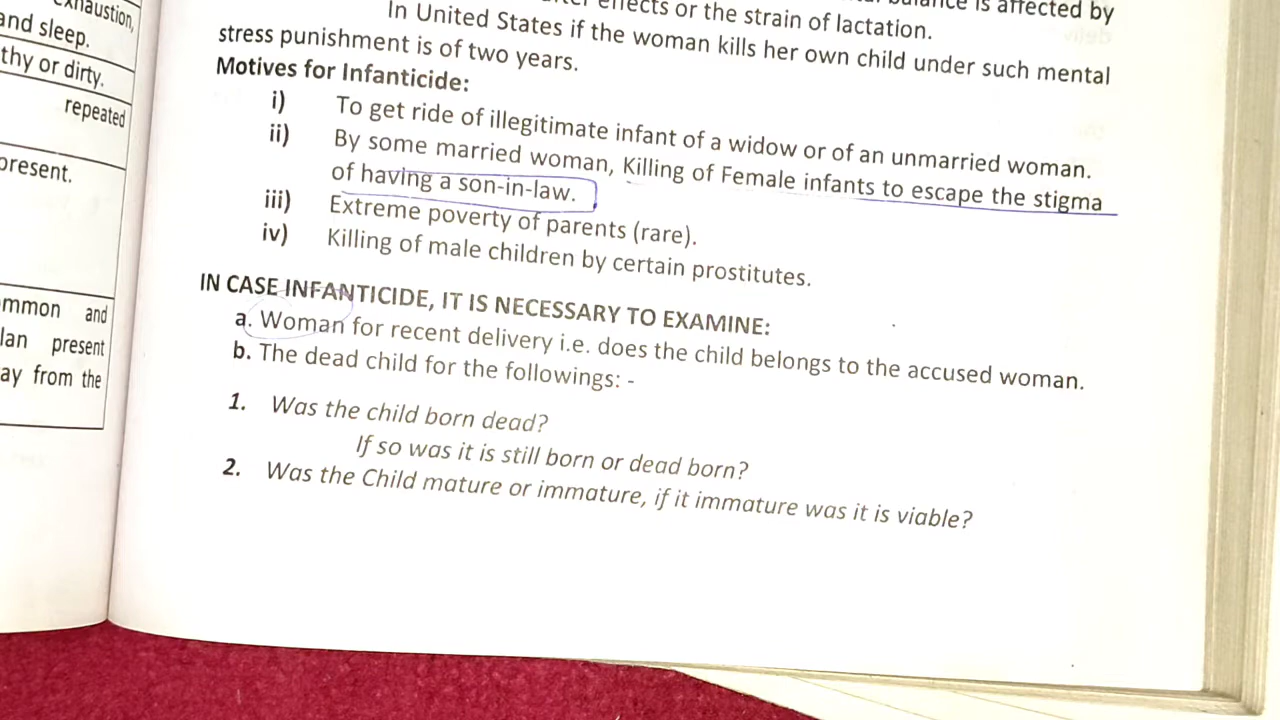 exhaustion,
and sleep.
thy or dirty.
repeated
present.
mmon and
lan present
ay from the
effects or the strain of lactation. is affected by
In United States if the woman kills her own child under such mental
stress punishment is of two years.
Motives for Infanticide:
i) To get ride of illegitimate infant of a widow or of an unmarried woman.
ii) By some married woman, Killing of Female infants to escape the stigma
of having a son-in-law.
iii) Extreme poverty of parents (rare).
iv) Killing of male children by certain prostitutes.
IN CASE INFANTICIDE, IT IS NECESSARY TO EXAMINE:
a. Woman for recent delivery i.e. does the child belongs to the accused woman.
b. The dead child for the followings: -
1. Was the child born dead?
If so was it is still born or dead born?
2. Was the Child mature or immature, if it immature was it is viable?